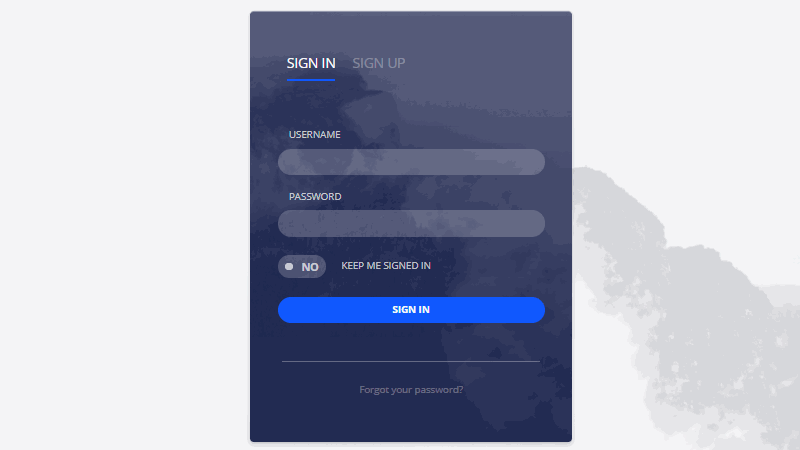 SIGN IN SIGN UP
USERNAME
PASSWORD
NO KEEP ME SIGNED IN
SIGN IN
Forgot your password?